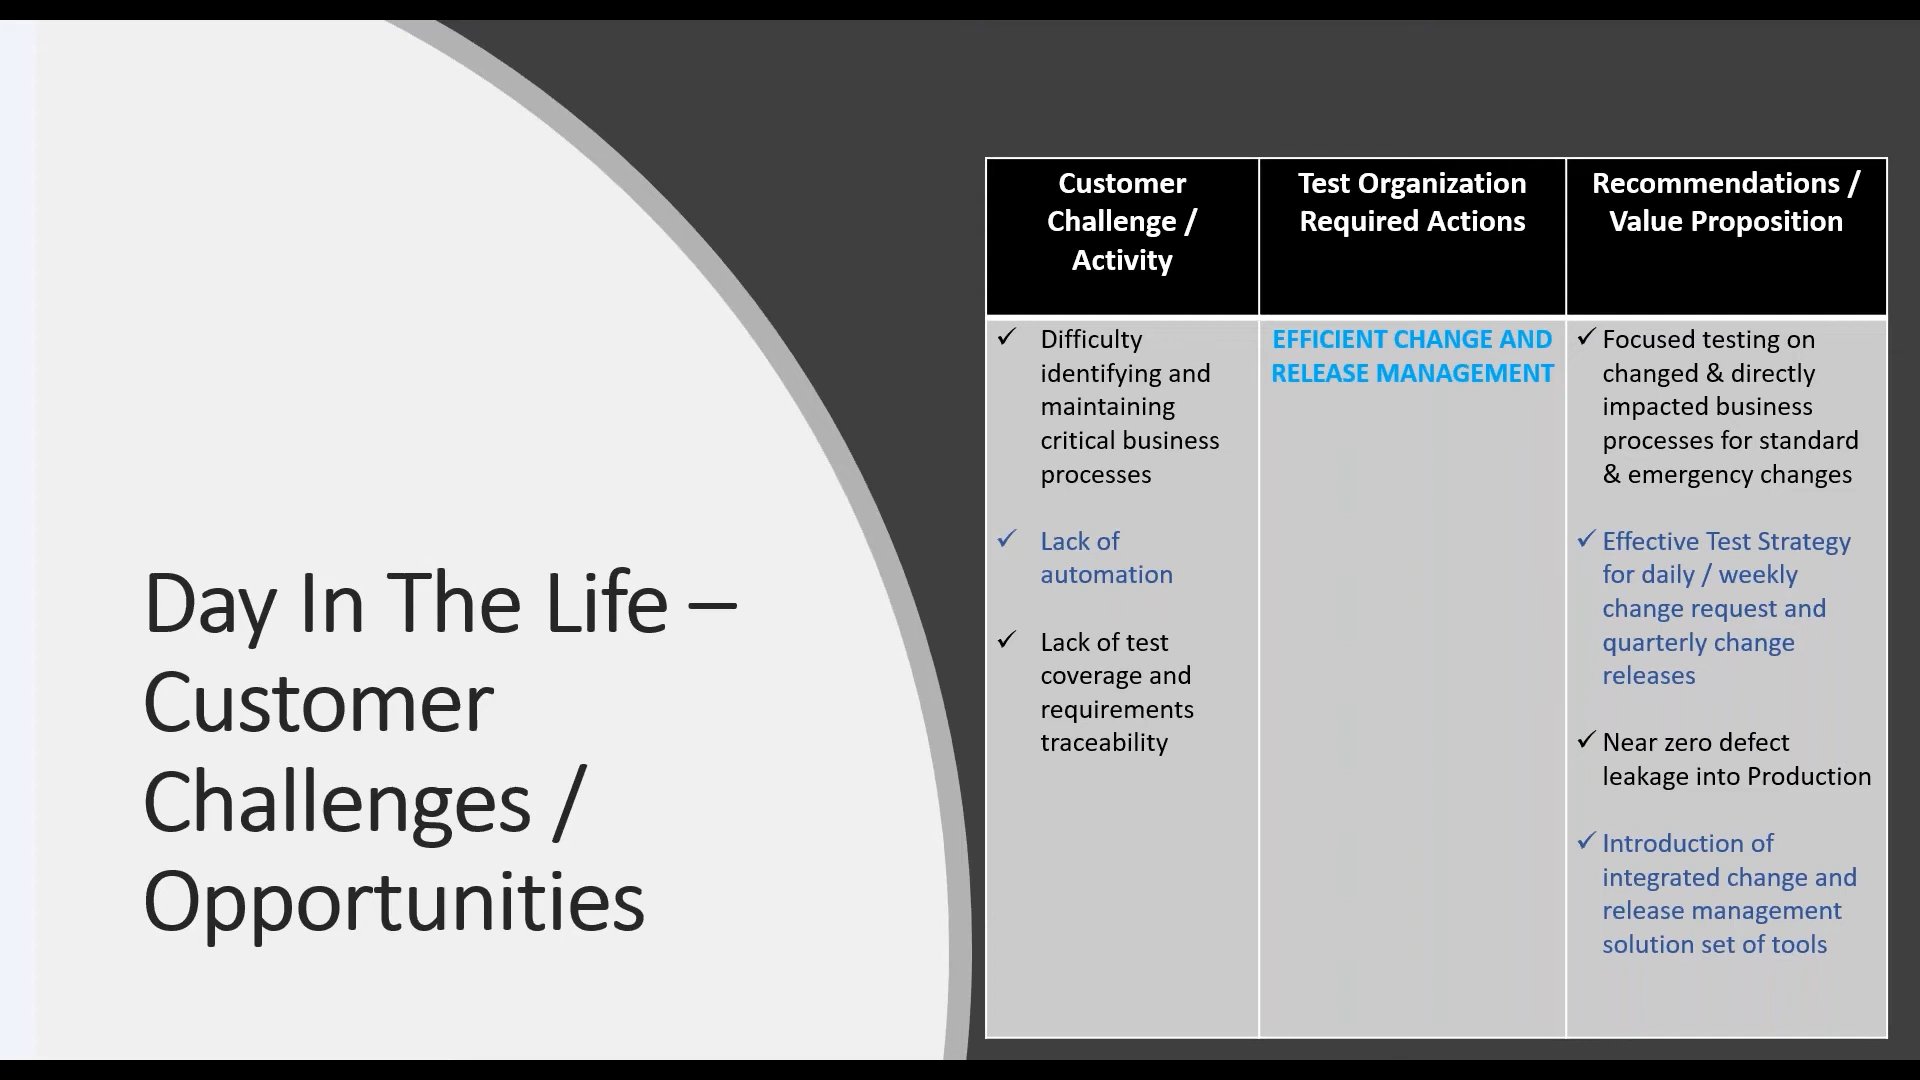 Day In The Life –
Customer
Challenges /
Opportunities
Customer
Challenge /
Activity
Test Organization
Required Actions
Recommendations /
Value Proposition
✓ Difficulty
identifying and
maintaining
critical business
processes
✓ Lack of
automation
✓ Lack of test
coverage and
requirements
traceability
EFFICIENT CHANGE AND
RELEASE MANAGEMENT
✓ Focused testing on
changed & directly
impacted business
processes for standard
& emergency changes
✓ Effective Test Strategy
for daily / weekly
change request and
quarterly change
releases
✓ Near zero defect
leakage into Production
✓ Introduction of
integrated change and
release management
solution set of tools